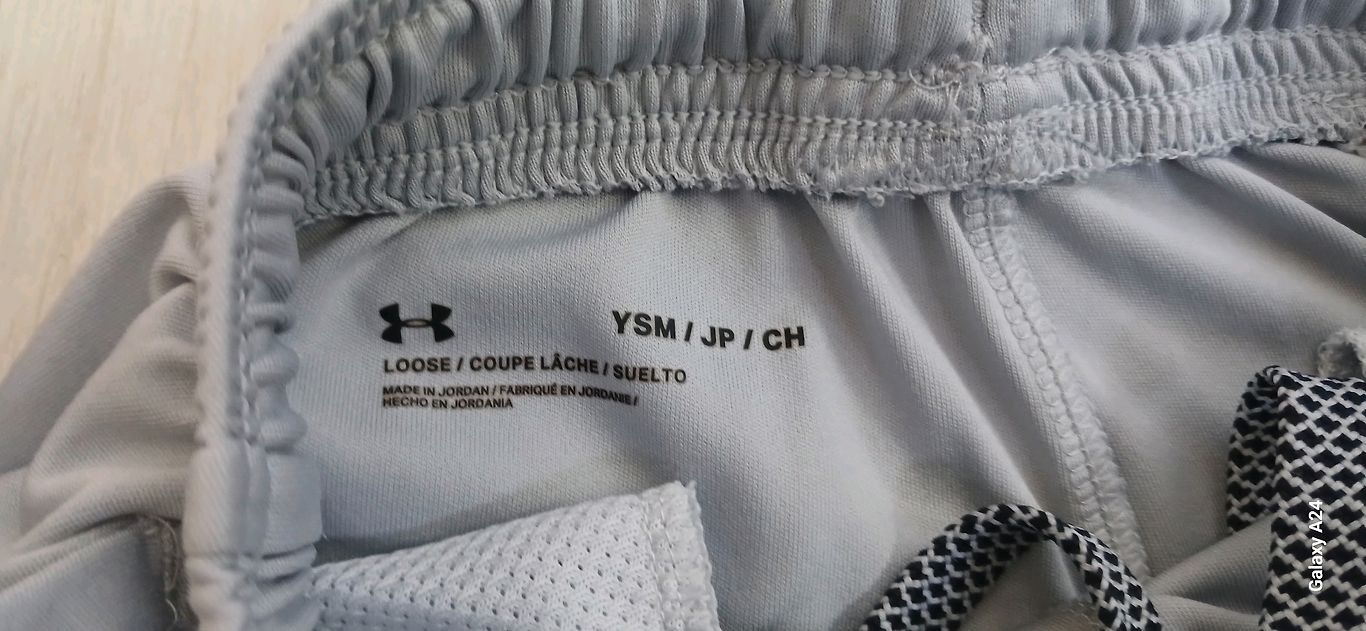 YSM / JP / CH
LOOSE / COUPE LÂCHE / SUELTO
MADE IN JORDAN / FABRIQUÉ EN JORDANIE /
HECHO EN JORDANIA
Galaxy A24